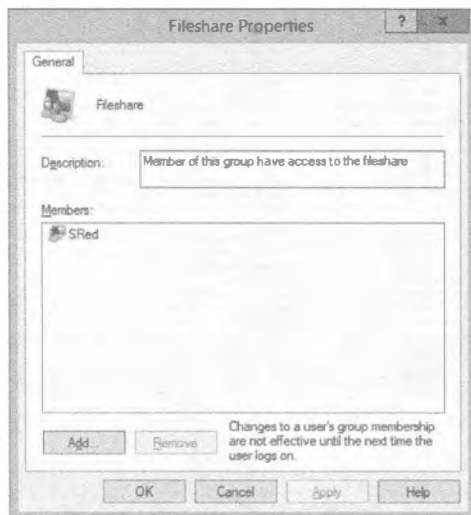 Fileshare Properties
? x
General
Fileshare
Description:
Member of this group have access to the fileshare
Members:
SRed
Add...
Remove
Changes to a user's group membership
are not effective until the next time the
user logs on.
OK
Cancel
Apply
Help